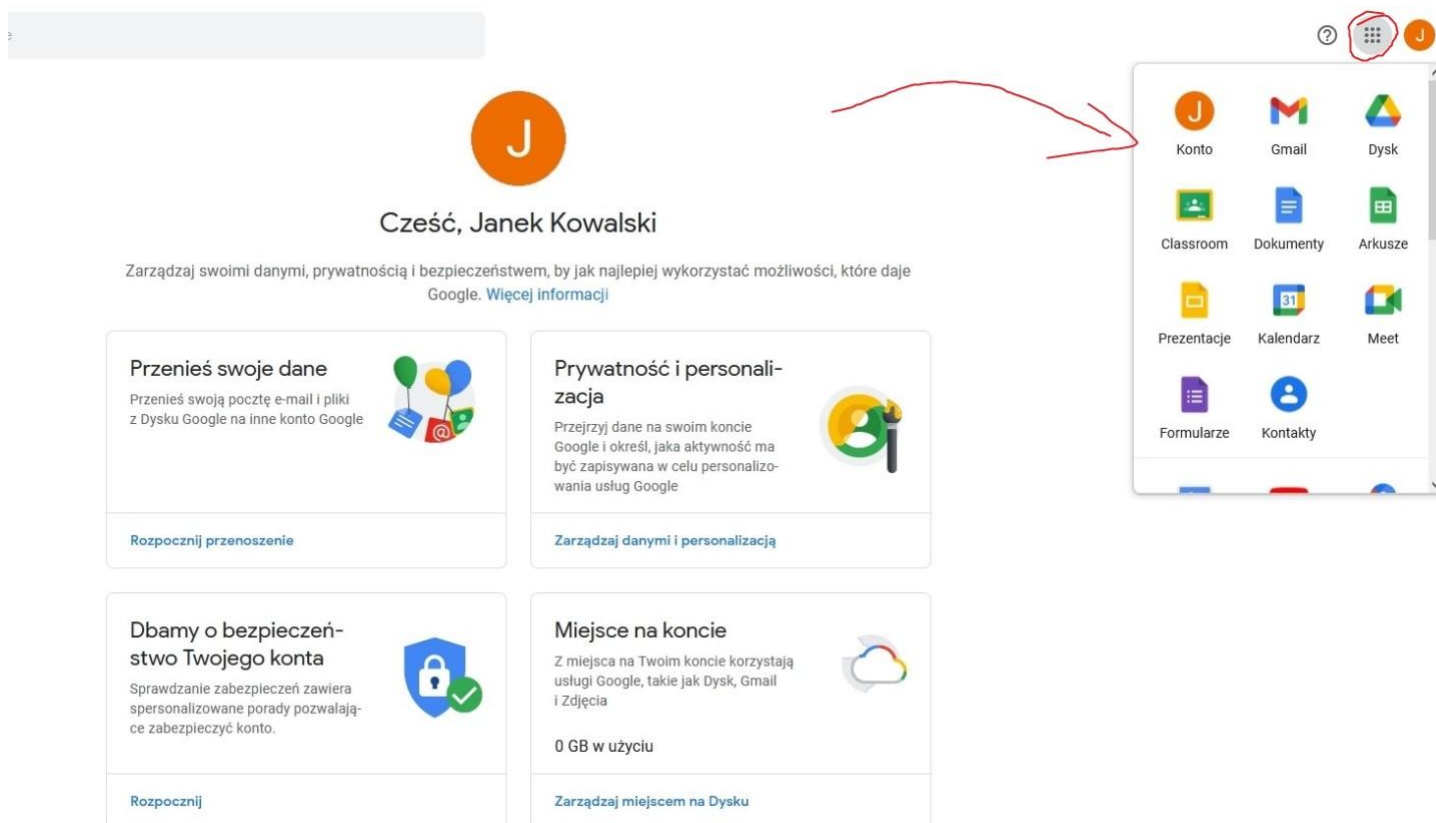 J
J
Cześć, Janek Kowalski
Zarządzaj swoimi danymi, prywatnością i bezpieczeństwem, by jak najlepiej wykorzystać możliwości, które daje
Google. Więcej informacji
Przenieś swoje dane
Przenieś swoją pocztę e-mail i pliki
z Dysku Google na inne konto Google
@
Rozpocznij przenoszenie
Prywatność i personali-
zacja
Przejrzyj dane na swoim koncie
Google i określ, jaka aktywność ma
być zapisywana w celu personalizo-
wania usług Google
Zarządzaj danymi i personalizacją
Dbamy o bezpieczeń-
stwo Twojego konta
Sprawdzanie zabezpieczeń zawiera
spersonalizowane porady pozwalają-
ce zabezpieczyć konto.
Rozpocznij
Miejsce na koncie
Z miejsca na Twoim koncie korzystają
usługi Google, takie jak Dysk, Gmail
i Zdjęcia
0 GB w użyciu
Zarządzaj miejscem na Dysku
J
Konto Gmail Dysk
Classroom Dokumenty Arkusze
31
Prezentacje Kalendarz Meet
Formularze Kontakty